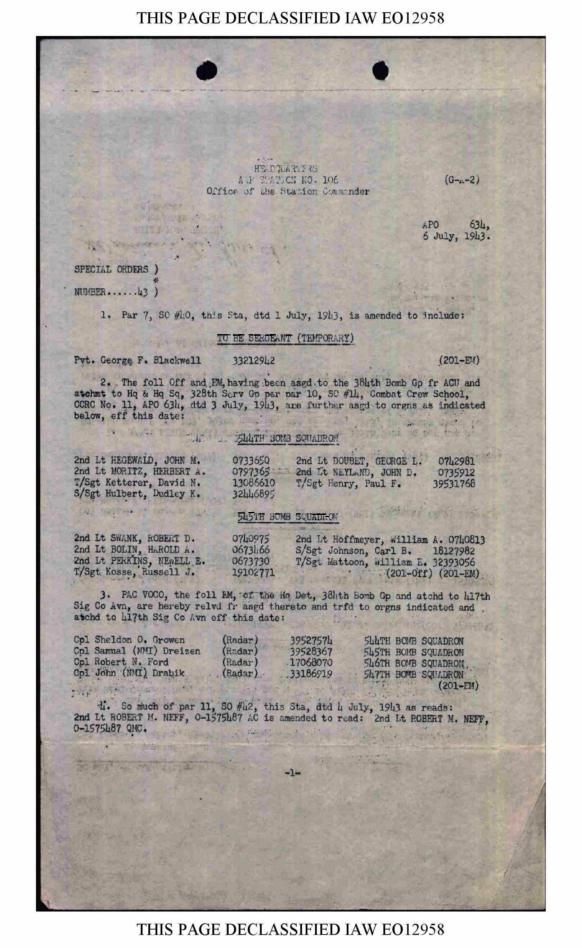 THIS PAGE DECLASSIFIED IAW EO12958
HEADQUARTERS
AAF STATION NO. 106 (G-A-2)
Office of the Station Commander
APO 634,
6 July, 1943.
SPECIAL ORDERS )
NUMBER......43 )
1. Par 7, SO #40, this Sta, dtd 1 July, 1943, is amended to include:
TO BE SERGEANT (TEMPORARY)
Pvt. George F. Blackwell 33212942 (201-EM)
2. The foll Off and EM, having been asgd to the 384th Bomb Gp fr ACU and
atchmt to Hq & Hq Sq, 328th Serv Gp per par 10, SO #14, Combat Crew School,
CCRC No. 11, APO 634, dtd 3 July, 1943, are further asgd to orgns as indicated
below, eff this date:
544TH BOMB SQUADRON
2nd Lt HEGEWALD, JOHN M. 0733650 2nd Lt DOUBET, GEORGE L. 0742981
2nd Lt MORITZ, HERBERT A. 0797365 2nd Lt NEYLAND, JOHN D. 0735912
T/Sgt Ketterer, David N. 13086610 T/Sgt Henry, Paul F. 39531768
S/Sgt Hulbert, Dudley K. 32446895
545TH BOMB SQUADRON
2nd Lt SWANK, ROBERT D. 0740975 2nd Lt Hoffmeyer, William A. 0740813
2nd Lt BOLIN, HAROLD A. 0673466 S/Sgt Johnson, Carl B. 18127982
2nd Lt PERKINS, NEWELL E. 0673730 T/Sgt Mattoon, William E. 32393056
T/Sgt Kosse, Russell J. 19102771 (201-Off) (201-EM)
3. PAC VOCO, the foll EM, of the Hq Det, 384th Bomb Gp and atchd to 417th
Sig Co Avn, are hereby relvd fr asgd thereto and trfd to orgns indicated and
atchd to 417th Sig Co Avn eff this date:
Cpl Sheldon O. Growen (Radar) 39527574 544TH BOMB SQUADRON
Cpl Samual (NMI) Dreizen (Radar) 39528367 545TH BOMB SQUADRON
Cpl Robert N. Ford (Radar) 17068070 546TH BOMB SQUADRON
Cpl John (NMI) Drabik (Radar) 33186919 547TH BOMB SQUADRON
(201-EM)
4. So much of par 11, SO #42, this Sta, dtd 4 July, 1943 as reads:
2nd Lt ROBERT M. NEFF, O-1575487 AC is amended to read: 2nd Lt ROBERT M. NEFF,
O-1575487 QMC.
-1-
THIS PAGE DECLASSIFIED IAW EO12958